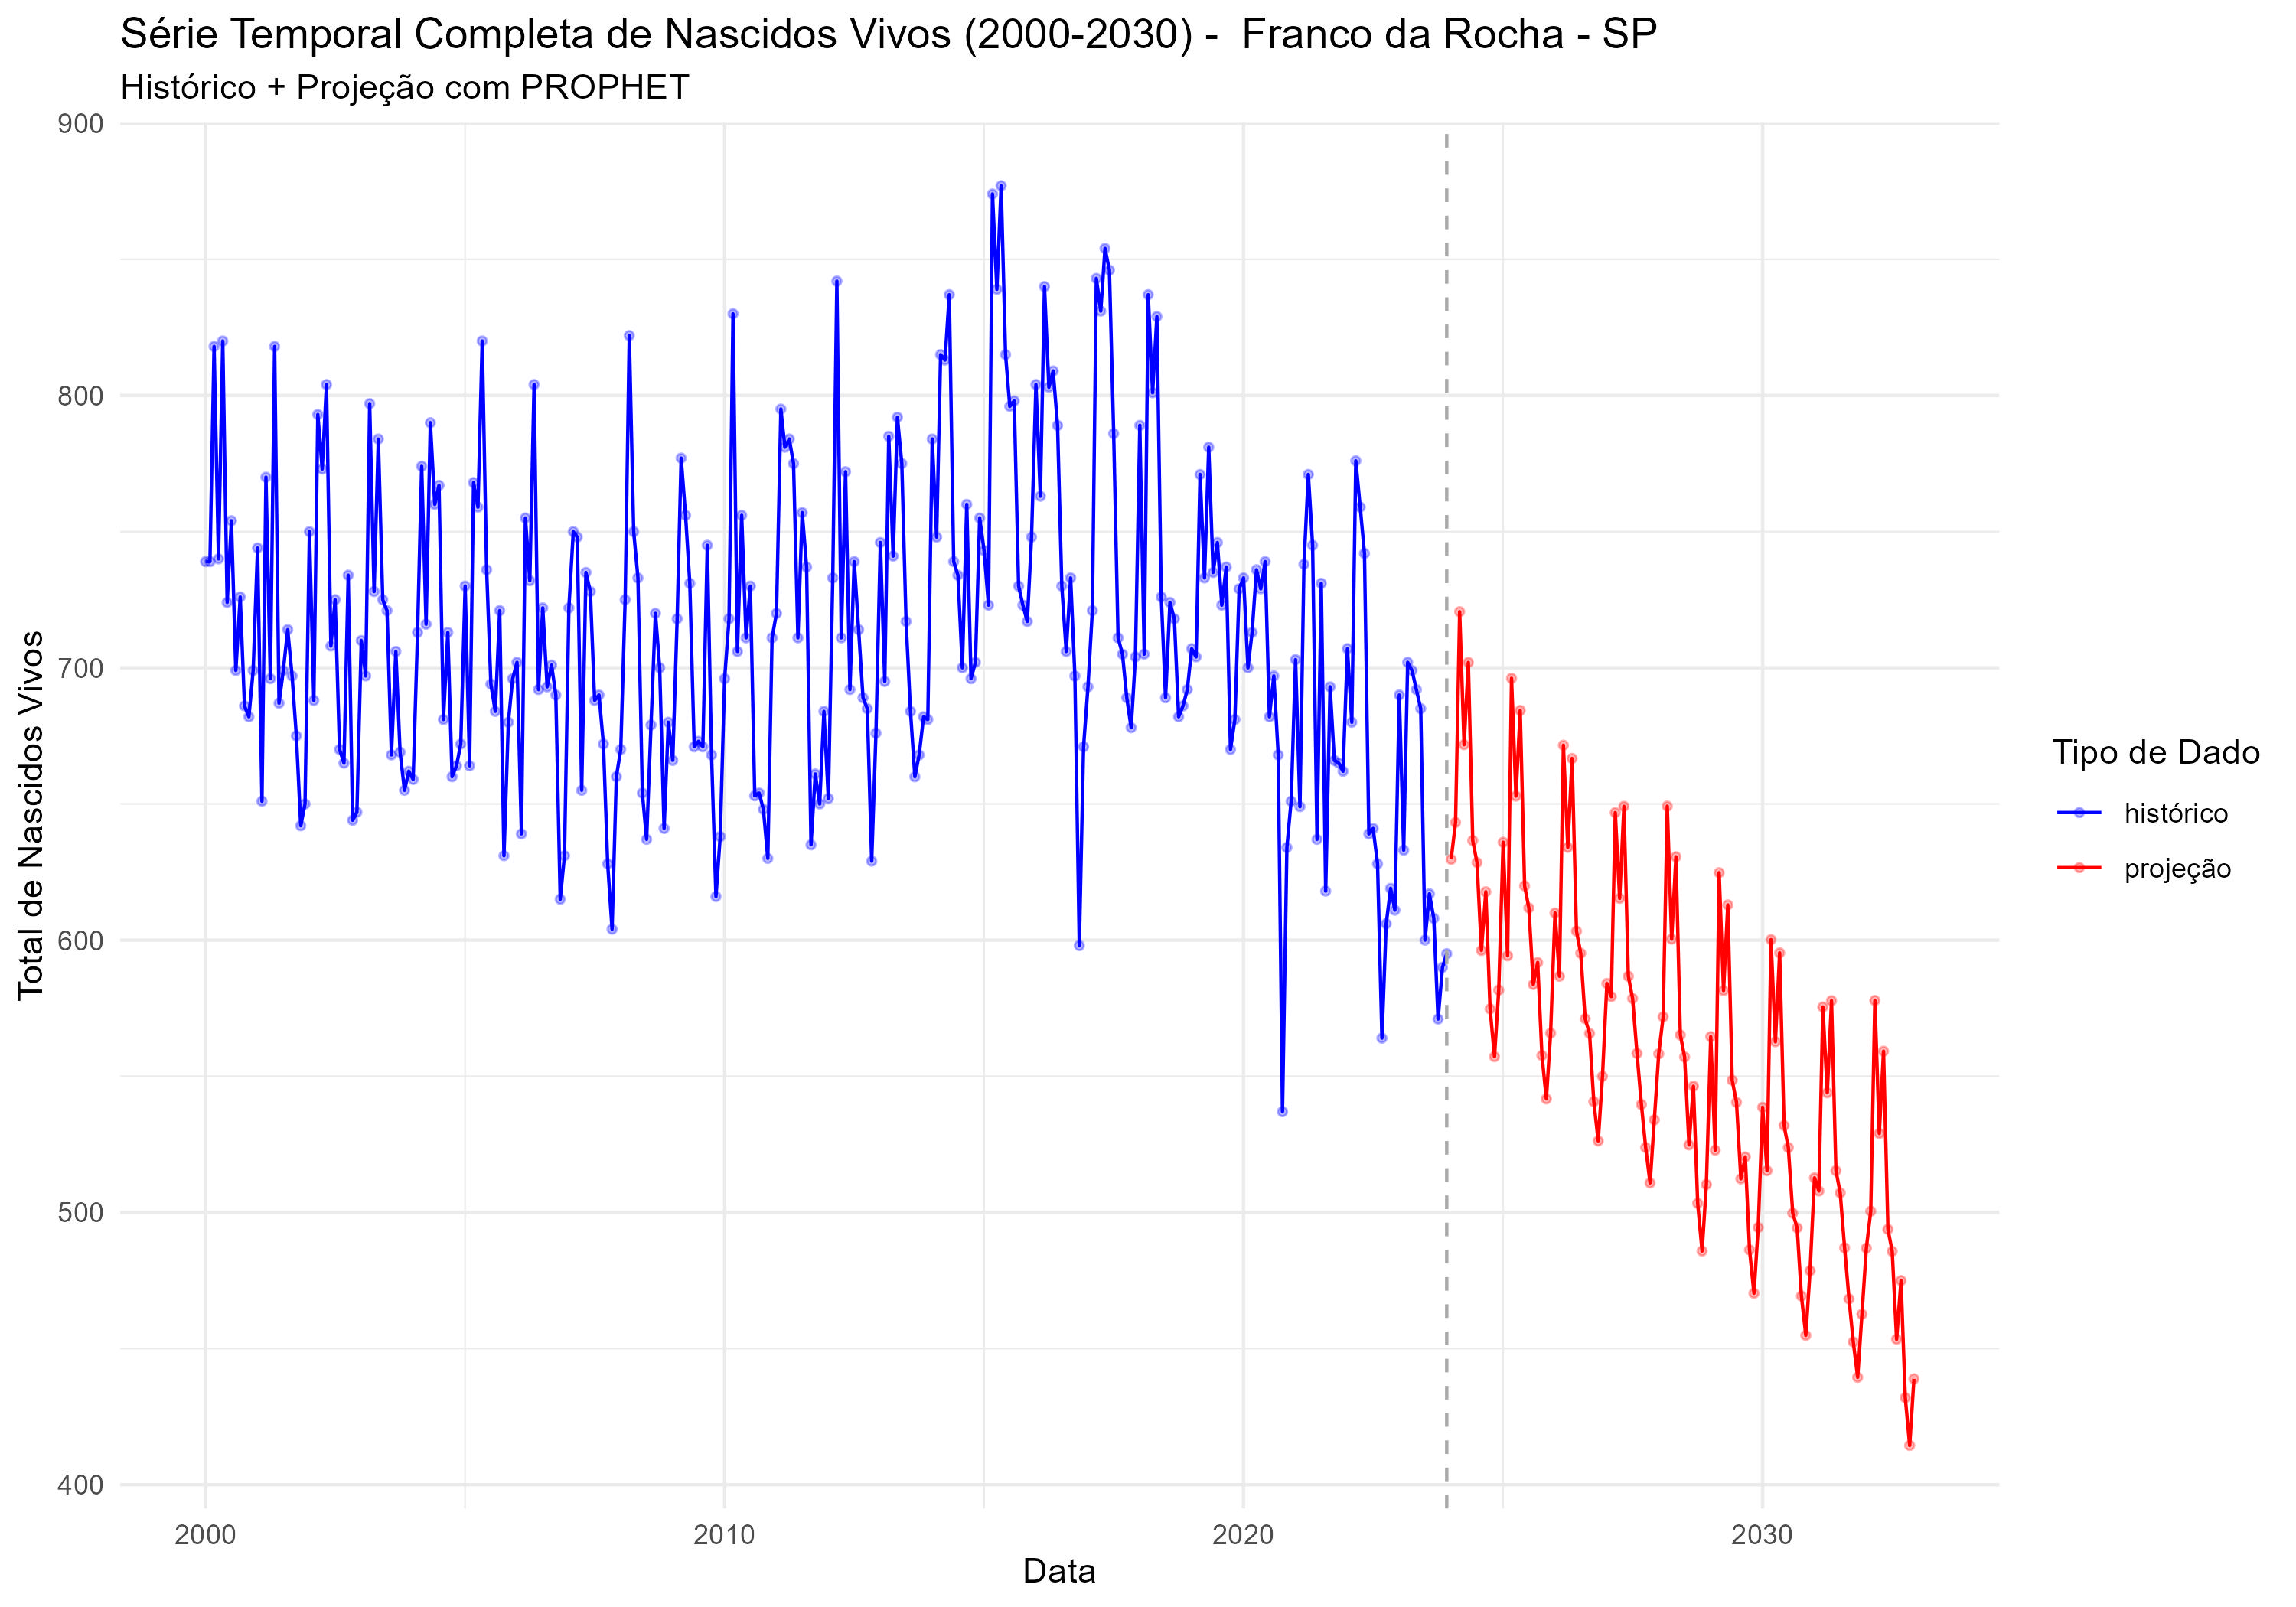 Série Temporal Completa de Nascidos Vivos (2000-2030) -  Franco da Rocha - SP
Histórico + Projeção com PROPHET
900
800
700
600
500
400
Total de Nascidos Vivos
2000
2010
2020
2030
Data
Tipo de Dado
histórico
projeção